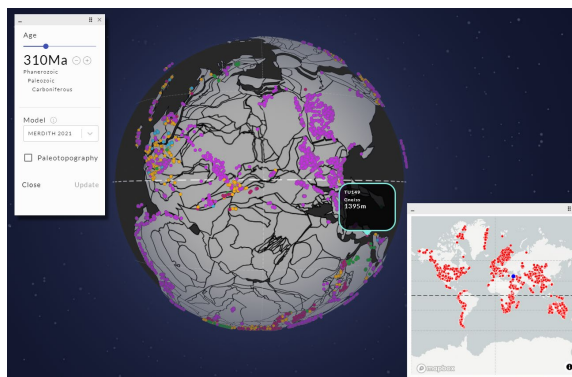 Age
310Ma
Phanerozoic
Paleozoic
Carboniferous
Model
MERDITH 2021
Paleotopography
Close Update
TU149
Gneiss
1395m
mapbox